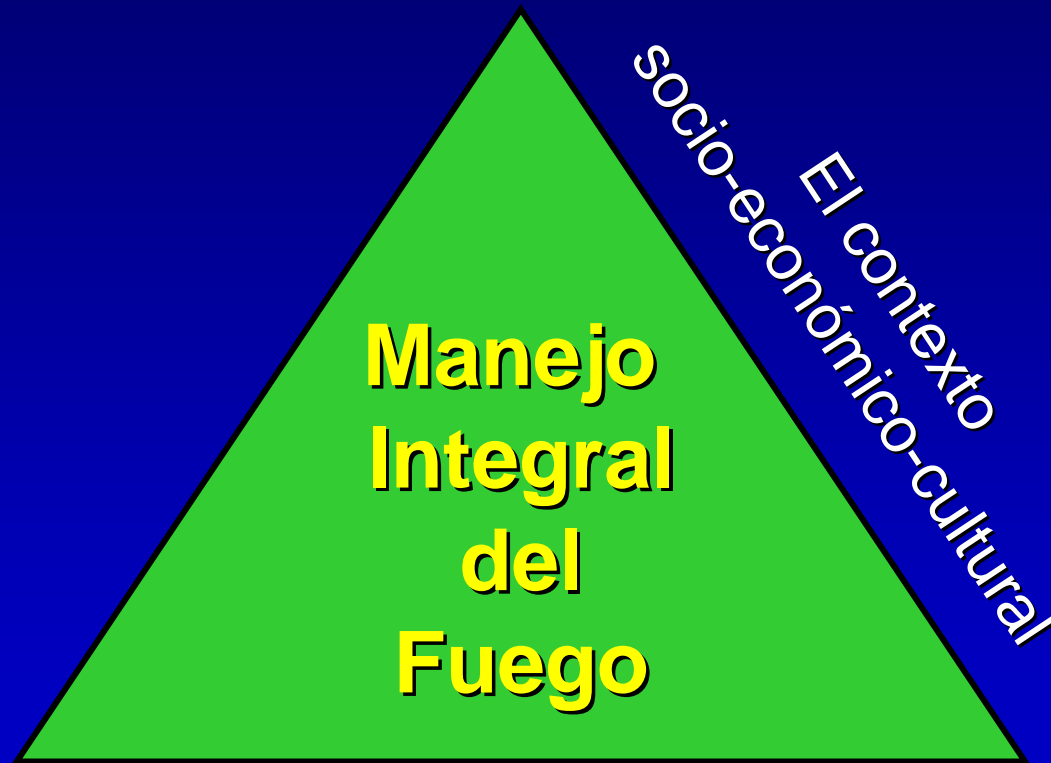 Manejo
Integral
del
Fuego
El contexto
socio-económico-cultural